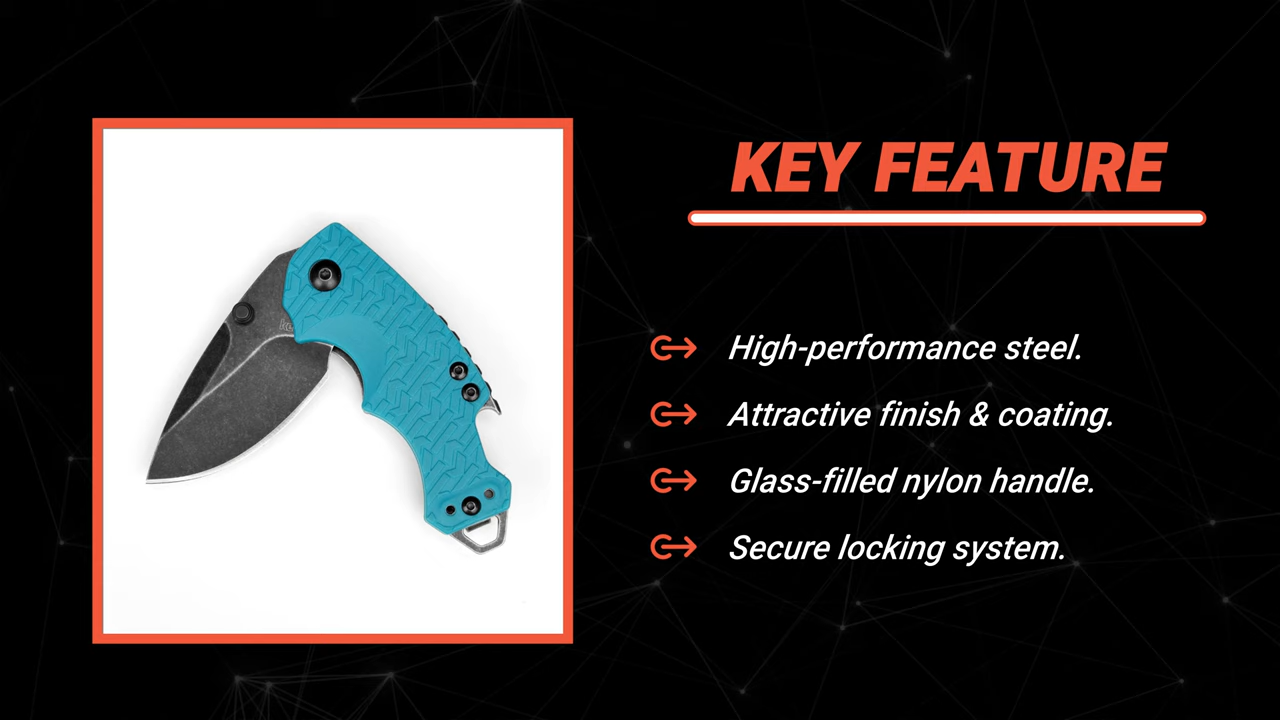 KEY FEATURE
High-performance steel.
Attractive finish & coating.
Glass-filled nylon handle.
Secure locking system.